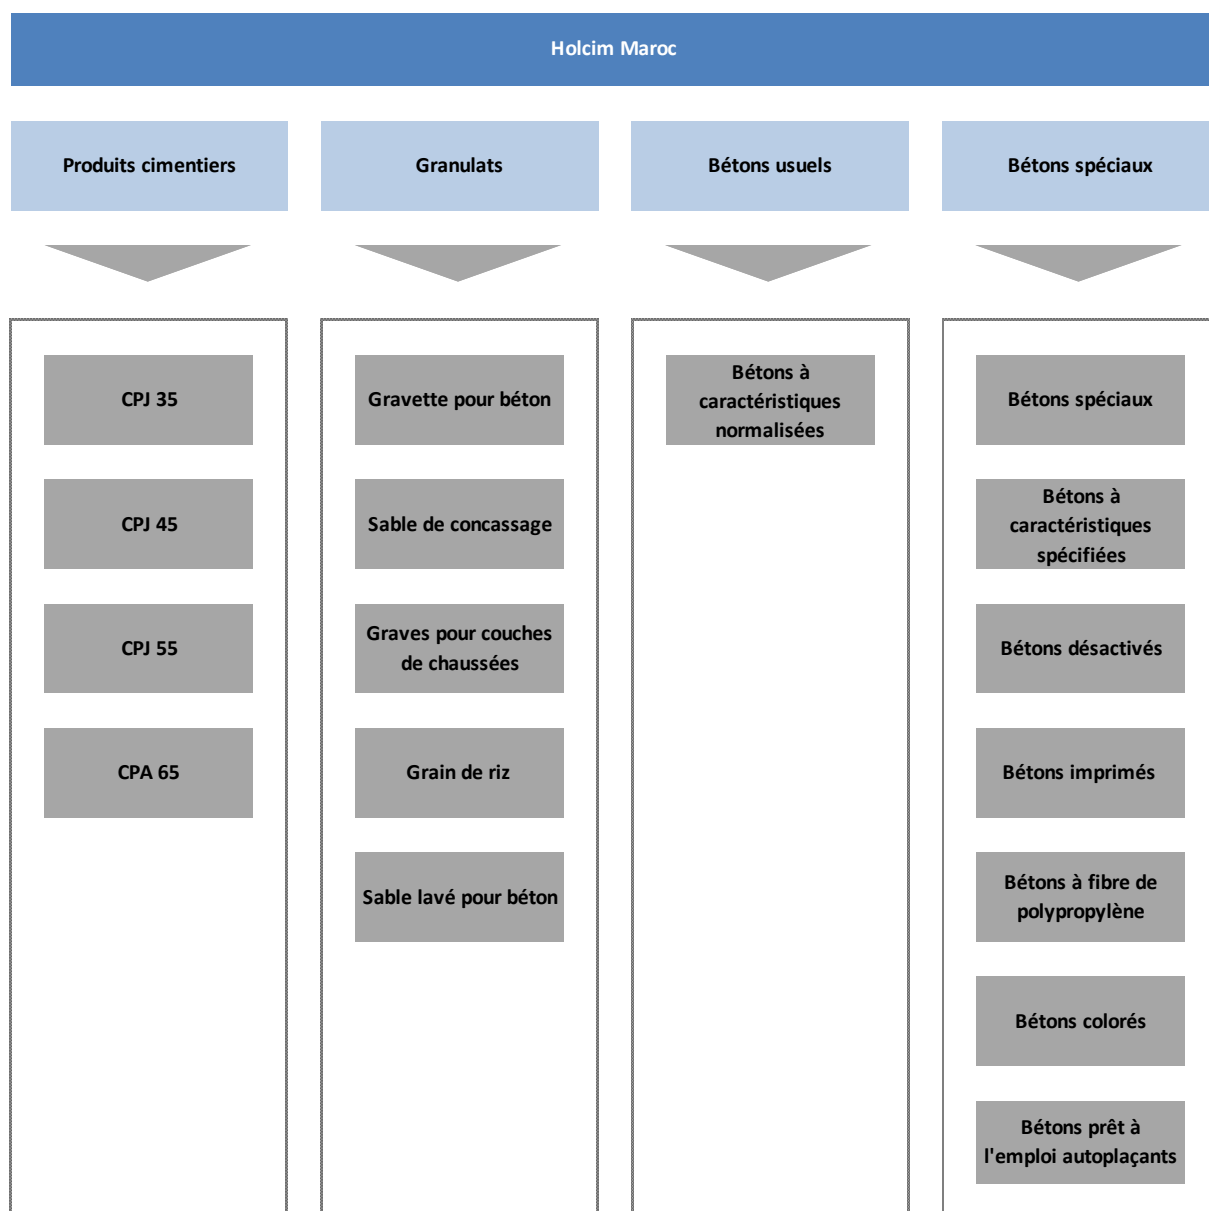 Holcim Maroc
Produits cimentiers
Granulats
Bétons usuels
Bétons spéciaux
CPJ 35
CPJ 45
CPJ 55
CPA 65
Gravette pour béton
Sable de concassage
Graves pour couches
de chaussées
Grain de riz
Sable lavé pour béton
Bétons à
caractéristiques
normalisées
Bétons spéciaux
Bétons à
caractéristiques
spécifiées
Bétons désactivés
Bétons imprimés
Bétons à fibre de
polypropylène
Bétons colorés
Bétons prêt à
l'emploi autoplaçants